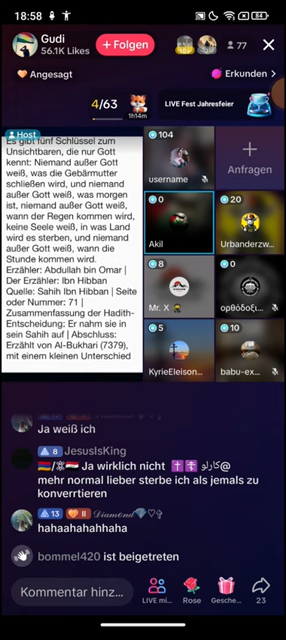 18:58
84
Gudi
56.1K Likes
+ Folgen
77
Angesagt
Erkunden >
4/63
1h14m
LIVE Fest Jahresfeier
Host
Es gibt fünf Schlüssel zum
Unsichtbaren, die nur Gott
kennt: Niemand außer Gott
weiß, was die Gebärmutter
schließen wird, und niemand
außer Gott weiß, was morgen
ist, niemand außer Gott weiß,
wann der Regen kommen wird,
keine Seele weiß, in was Land
wird es sterben, und niemand
außer Gott weiß, wann die
Stunde kommen wird.
Erzähler: Abdullah bin Omar |
Der Erzähler: Ibn Hibban
Quelle: Sahih Ibn Hibban | Seite
oder Nummer: 71 |
Zusammenfassung der Hadith-
Entscheidung: Er nahm sie in
sein Sahih auf | Abschluss:
Erzählt von Al-Bukhari (7379),
mit einem kleinen Unterschied
104
username
+
Anfragen
0
Akil
20
Urbanderzw...
8
Mr. X
0
ορθόδοξι...
5
KyrieEleison...
10
babu-ex...
Ja weiß ich
8 JesusIsKing
Ja wirklich nicht ✝️☦️ كارلو@
mehr normal lieber sterbe ich als jemals zu
konvertieren
13 II 𝒟𝒾𝒶𝓂𝑜𝓃𝒹
hahaahahahhaha
bommel420 ist beigetreten
Kommentar hinz...
LIVE mi...
Rose
Gesche...
23